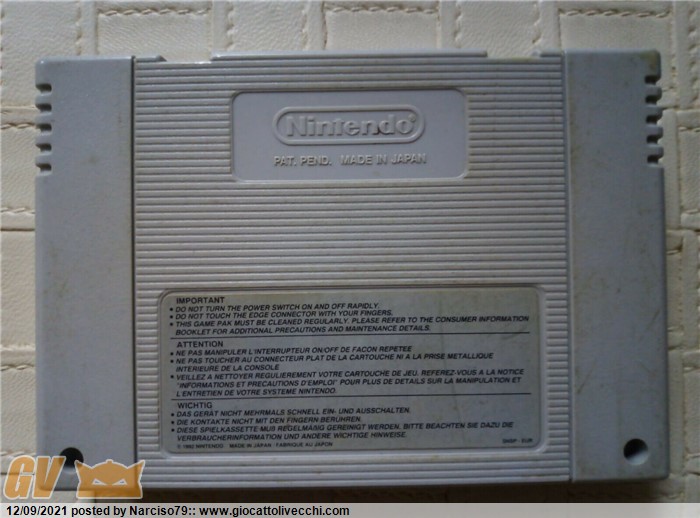 Nintendo®
PAT. PEND. MADE IN JAPAN
IMPORTANT
• DO NOT TURN THE POWER SWITCH ON AND OFF RAPIDLY.
• DO NOT TOUCH THE EDGE CONNECTOR WITH YOUR FINGERS.
• THIS GAME PAK MUST BE CLEANED REGULARLY. PLEASE REFER TO THE CONSUMER INFORMATION
BOOKLET FOR ADDITIONAL PRECAUTIONS AND MAINTENANCE DETAILS.
ATTENTION
• NE PAS MANIPULER L'INTERRUPTEUR ON/OFF DE FACON REPETEE
• NE PAS TOUCHER AU CONNECTEUR PLAT DE LA CARTOUCHE NI A LA PRISE METALLIQUE
INTERIEURE DE LA CONSOLE
• VEILLEZ A NETTOYER REGULIEREMENT VOTRE CARTOUCHE DE JEU. REFEREZ-VOUS A LA NOTICE
"INFORMATIONS ET PRECAUTIONS D'EMPLOI" POUR PLUS DE DETAILS SUR LA MANIPULATION ET
L'ENTRETIEN DE VOTRE SYSTEME NINTENDO.
WICHTIG
• DAS GERÄT NICHT MEHRMALS SCHNELL EIN- UND AUSSCHALTEN.
• DIE KONTAKTE NICHT MIT DEN FINGERN BERÜHREN.
• DIESE SPIELKASSETTE MUß REGELMÄßIG GEREINIGT WERDEN. BITTE BEACHTEN SIE DAZU DIE
VERBRAUCHERINFORMATION UND ANDERE WICHTIGE HINWEISE.
© 1992 NINTENDO MADE IN JAPAN FABRIQUE AU JAPON SNSP - EUR
GV
12/09/2021 posted by Narciso79:: www.giocattolivecchi.com